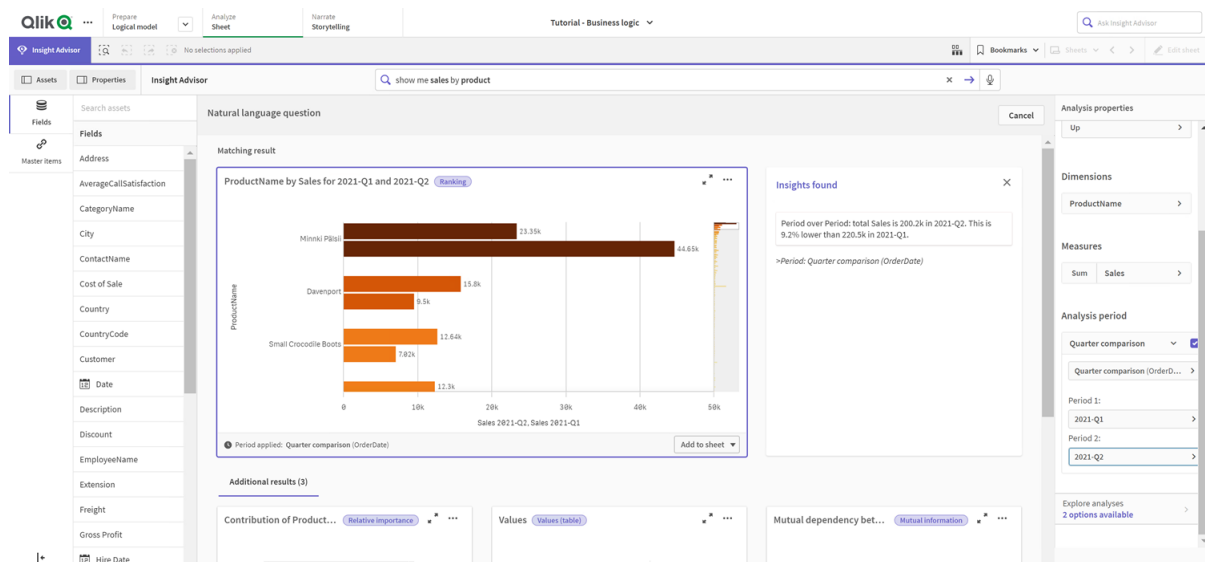 Qlik
Prepare
Logical model
Analyze
Sheet
Narrate
Storytelling
Tutorial - Business logic
Ask Insight Advisor
Insight Advisor
No selections applied
Bookmarks
Sheets
Edit sheet
Assets
Properties
Insight Advisor
show me sales by product
Fields
Master items
Search assets
Fields
Address
AverageCallSatisfaction
CategoryName
City
ContactName
Cost of Sale
Country
CountryCode
Customer
Date
Description
Discount
EmployeeName
Extension
Freight
Gross Profit
Hire Date
Natural language question
Cancel
Matching result
ProductName by Sales for 2021-Q1 and 2021-Q2 Ranking
ProductName
Minnki Pälsii
23.35k
44.65k
Davenport
15.8k
9.5k
Small Crocodile Boots
12.64k
7.02k
12.3k
0 10k 20k 30k 40k 50k
Sales 2021-Q2, Sales 2021-Q1
Period applied: Quarter comparison (OrderDate)
Add to sheet
Insights found
Period over Period: total Sales is 200.2k in 2021-Q2. This is
9.2% lower than 220.5k in 2021-Q1.
>Period: Quarter comparison (OrderDate)
Additional results (3)
Contribution of Product... Relative importance
Values Values (table)
Mutual dependency bet... Mutual information
Analysis properties
Up
Dimensions
ProductName
Measures
Sum Sales
Analysis period
Quarter comparison
Quarter comparison (OrderD...
Period 1:
2021-Q1
Period 2:
2021-Q2
Explore analyses
2 options available